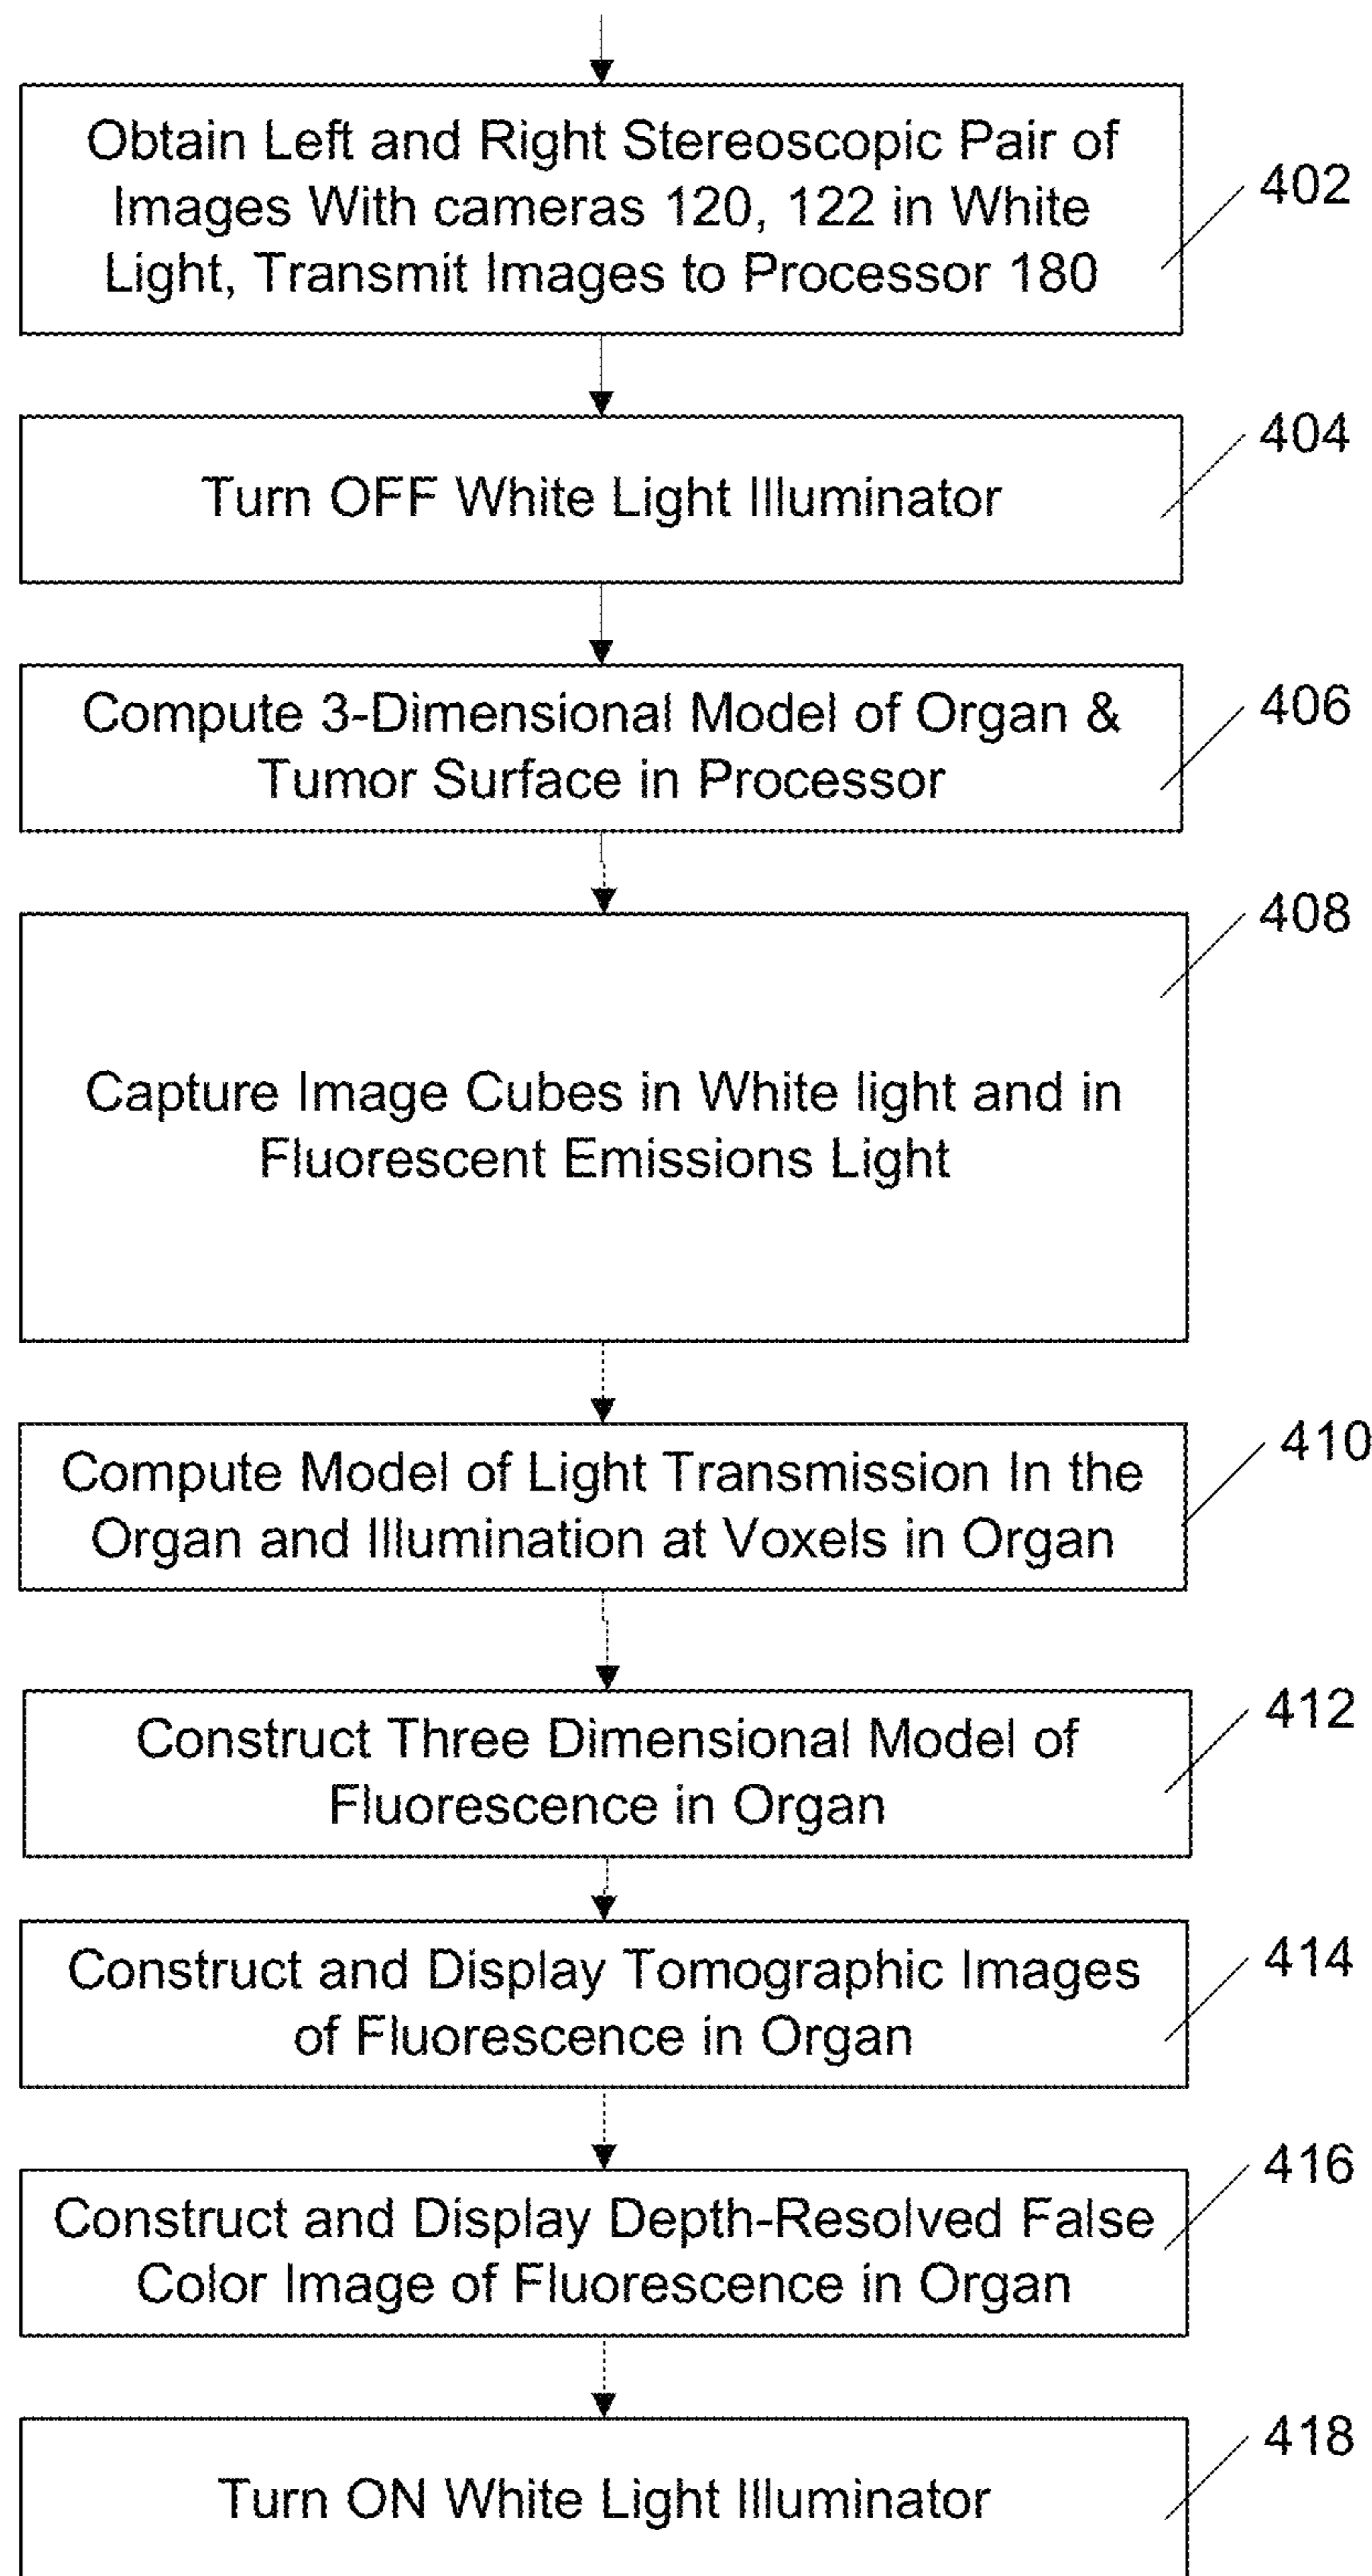 Obtain Left and Right Stereoscopic Pair of
Images With cameras 120, 122 in White
Light, Transmit Images to Processor 180
402
Turn OFF White Light Illuminator
404
Compute 3-Dimensional Model of Organ &
Tumor Surface in Processor
406
Capture Image Cubes in White light and in
Fluorescent Emissions Light
408
Compute Model of Light Transmission In the
Organ and Illumination at Voxels in Organ
410
Construct Three Dimensional Model of
Fluorescence in Organ
412
Construct and Display Tomographic Images
of Fluorescence in Organ
414
Construct and Display Depth-Resolved False
Color Image of Fluorescence in Organ
416
Turn ON White Light Illuminator
418